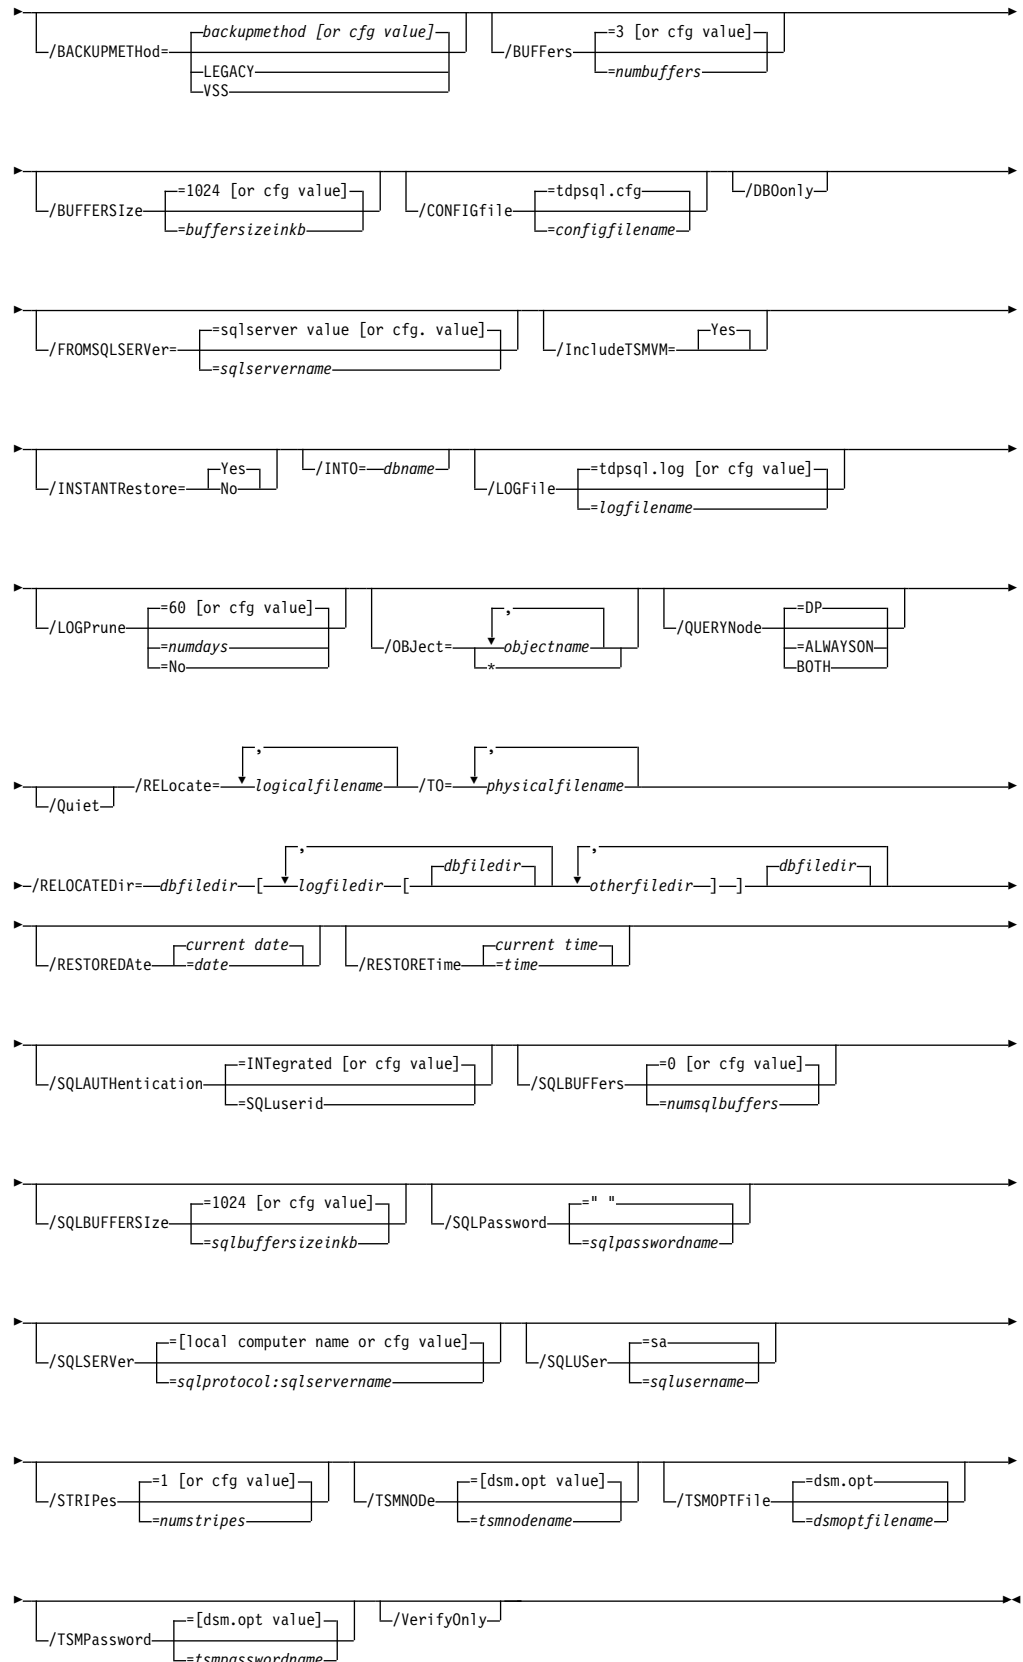 backupmethod [or cfg value]
/BACKUPMETHod=
LEGACY
VSS
=3 [or cfg value]
/BUFFers
=numbuffers
=1024 [or cfg value]
/BUFFERSIze
=buffersizeinkb
=tdpsql.cfg
/CONFIGfile
=configfilename
/DBOonly
=sqlserver value [or cfg. value]
/FROMSQLSERVer=
=sqlservername
Yes
/IncludeTSMVM=
Yes
/INSTANTRestore=
No
/INTO=
dbname
=tdpsql.log [or cfg value]
/LOGFile
=logfilename
=60 [or cfg value]
/LOGPrune
=numdays
=No
,
/OBJect=
objectname
*
=DP
/QUERYNode
=ALWAYSON
BOTH
/Quiet
/RELocate=
,
logicalfilename
/TO=
,
physicalfilename
/RELOCATEDir=
dbfiledir
[
,
logfiledir
[
dbfiledir
,
otherfiledir
]
]
dbfiledir
current date
/RESTOREDAte
=date
current time
/RESTORETime
=time
=INTegrated [or cfg value]
/SQLAUTHentication
=SQLuserid
=0 [or cfg value]
/SQLBUFFers
=numsqlbuffers
=1024 [or cfg value]
/SQLBUFFERSIze
=sqlbuffersizeinkb
=" "
/SQLPassword
=sqlpasswordname
=[local computer name or cfg value]
/SQLSERVer
=sqlprotocol:sqlservername
=sa
/SQLUSer
=sqlusername
=1 [or cfg value]
/STRIPes
=numstripes
=[dsm.opt value]
/TSMNODe
=tsmnodename
=dsm.opt
/TSMOPTFile
=dsmoptfilename
=[dsm.opt value]
/TSMPassword
=tsmpasswordname
/VerifyOnly